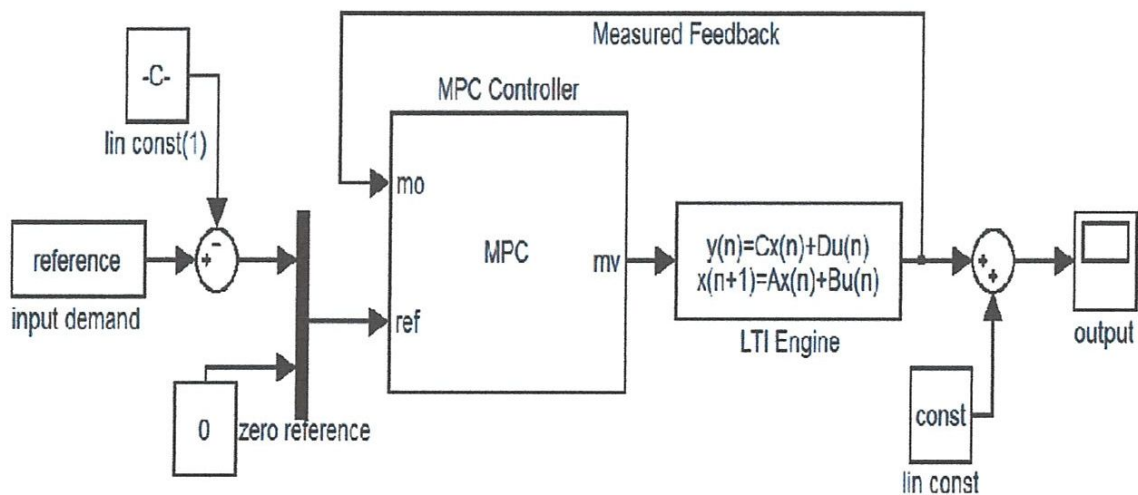 Measured Feedback
-C-
lin const(1)
MPC Controller
mo
reference
input demand
MPC
mv
y(n)=Cx(n)+Du(n)
x(n+1)=Ax(n)+Bu(n)
LTI Engine
ref
output
0
zero reference
const
lin const